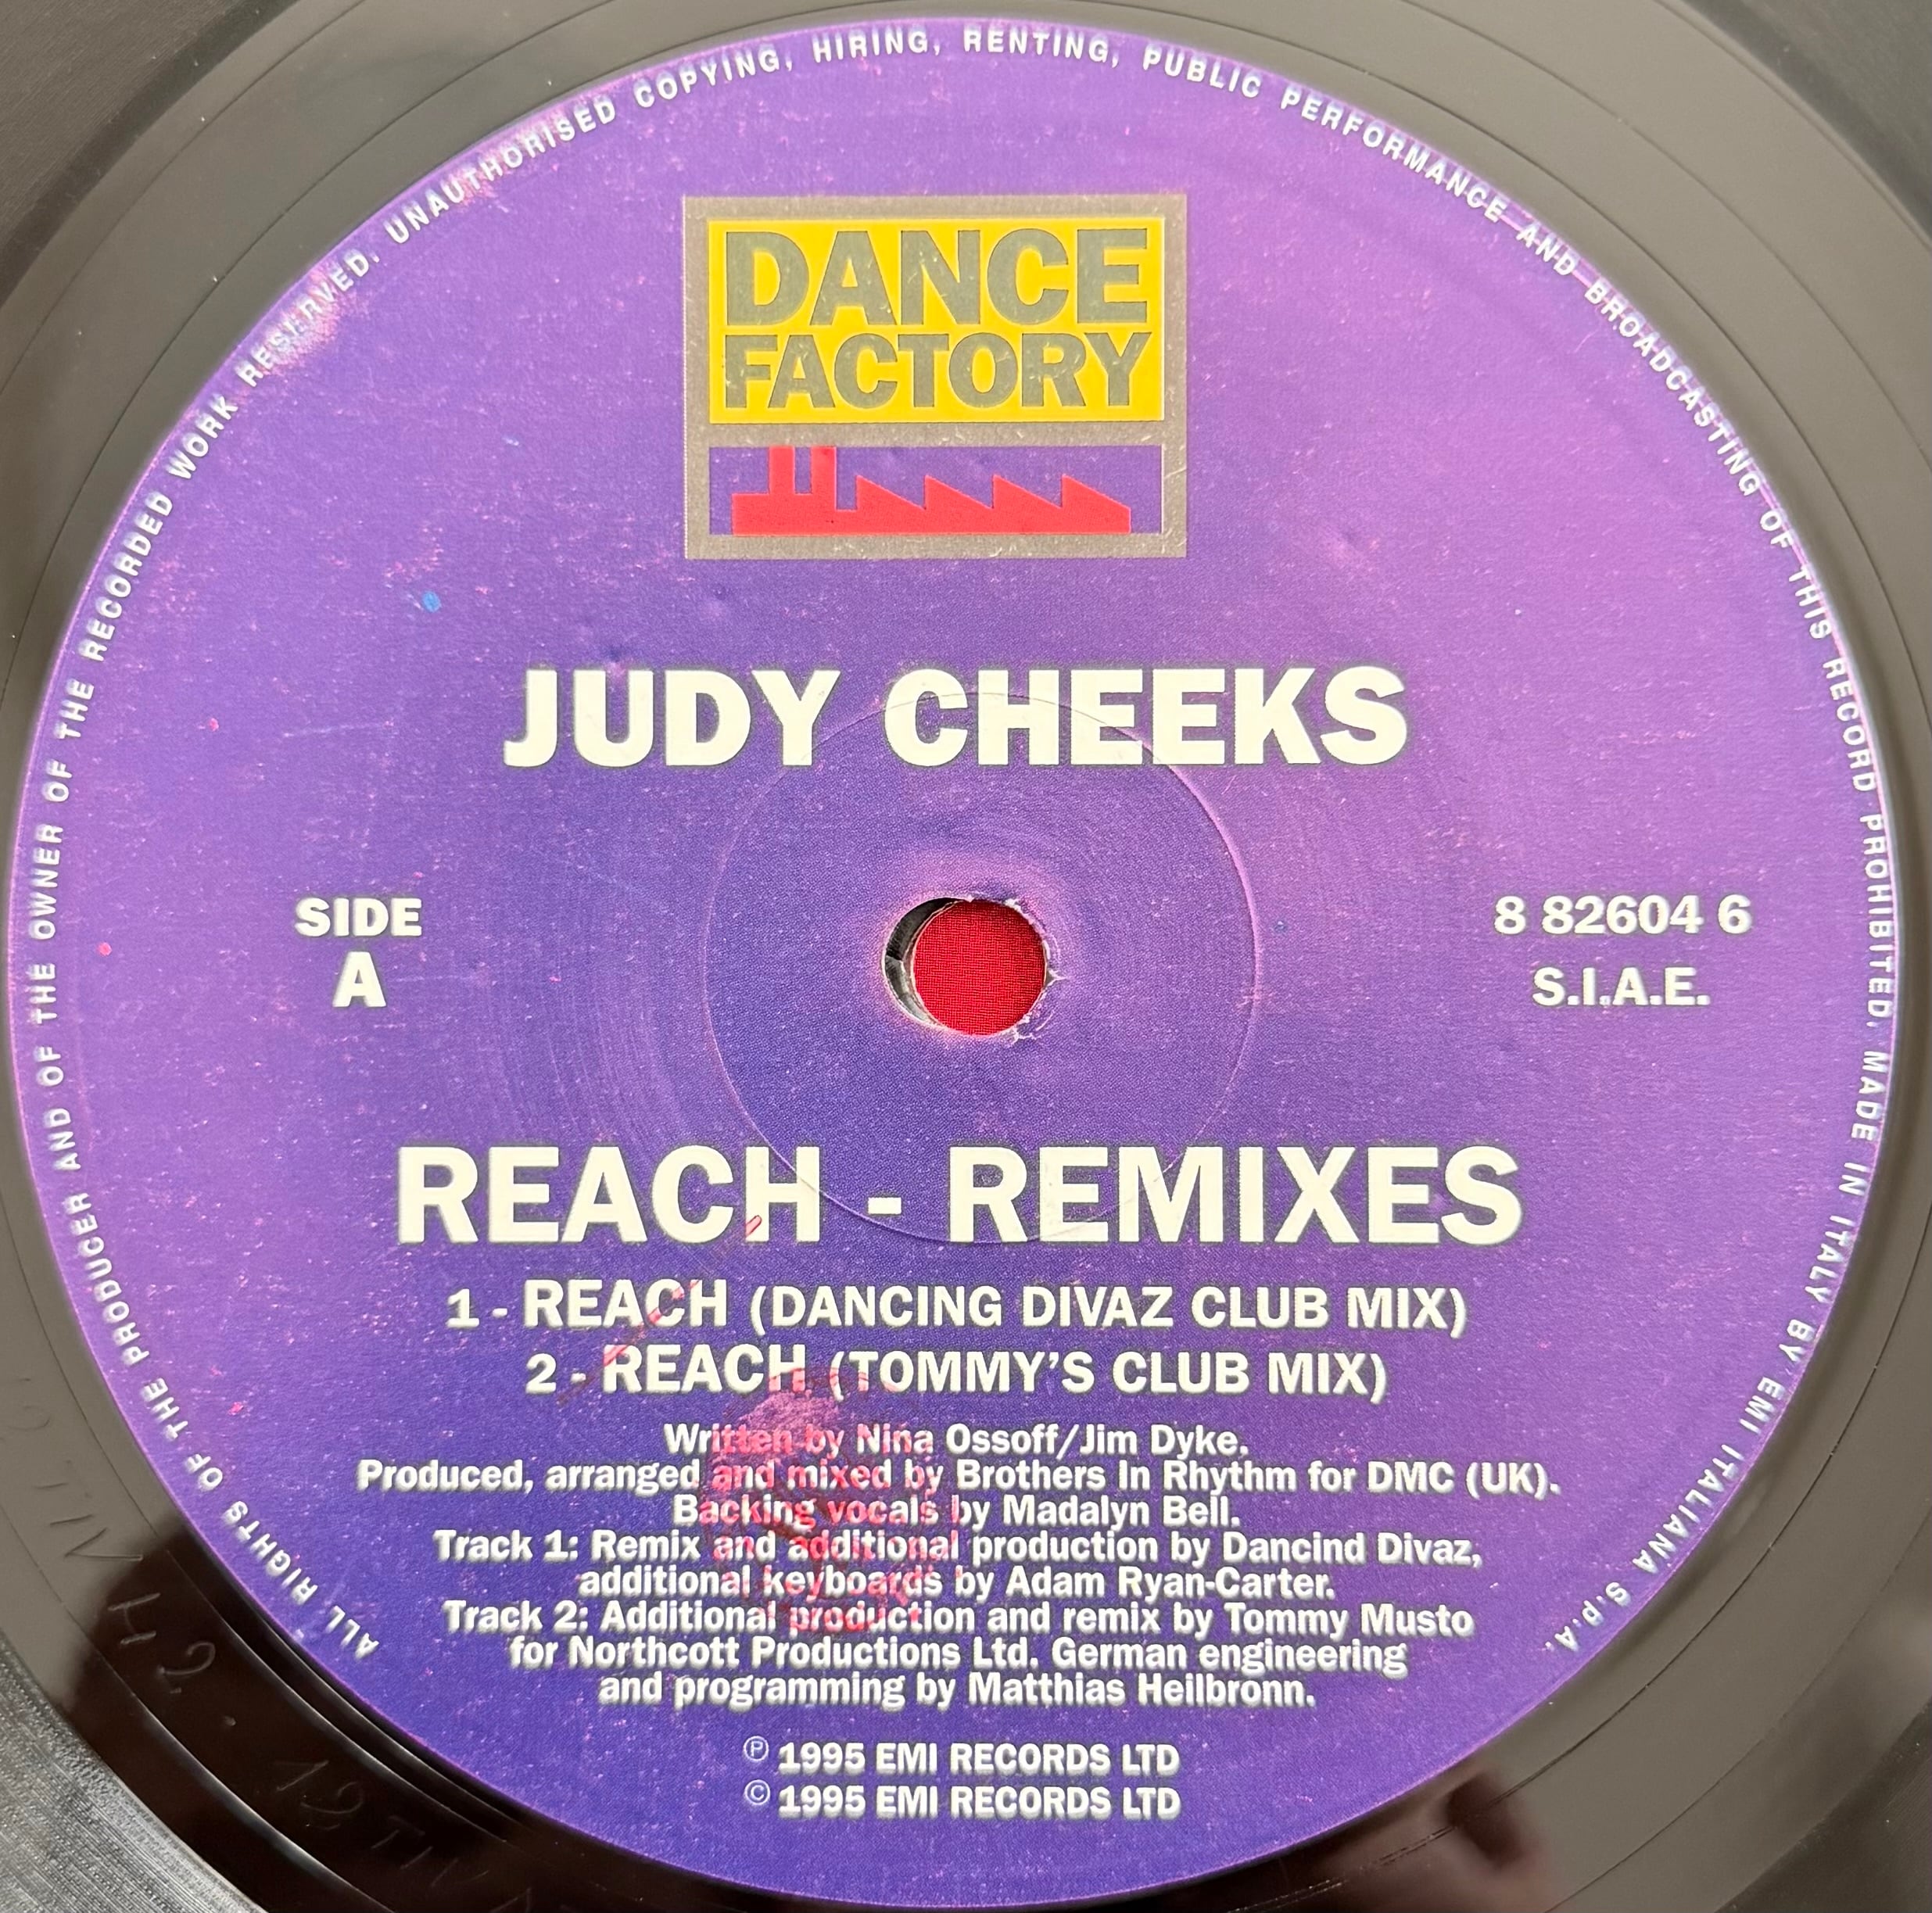 ALL RIGHTS OF THE PRODUCER AND OF THE OWNER OF THE RECORDED WORK RESERVED. UNAUTHORISED COPYING, HIRING, RENTING, PUBLIC PERFORMANCE AND BROADCASTING OF THIS RECORD PROHIBITED. MADE IN ITALY BY EMI ITALIANA S.p.A.
DANCE
FACTORY
JUDY CHEEKS
SIDE
A
8 82604 6
S.I.A.E.
REACH - REMIXES
1 - REACH (DANCING DIVAZ CLUB MIX)
2 - REACH (TOMMY'S CLUB MIX)
Written by Nina Ossoff/Jim Dyke.
Produced, arranged and mixed by Brothers In Rhythm for DMC (UK).
Backing vocals by Madalyn Bell.
Track 1: Remix and additional production by Dancind Divaz,
additional keyboards by Adam Ryan-Carter.
Track 2: Additional production and remix by Tommy Musto
for Northcott Productions Ltd. German engineering
and programming by Matthias Heilbronn.
℗ 1995 EMI RECORDS LTD
© 1995 EMI RECORDS LTD